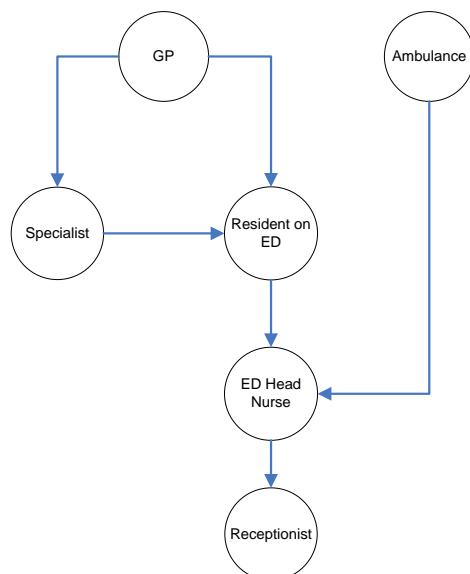 GP
Ambulance
Specialist
Resident on
ED
ED Head
Nurse
Receptionist